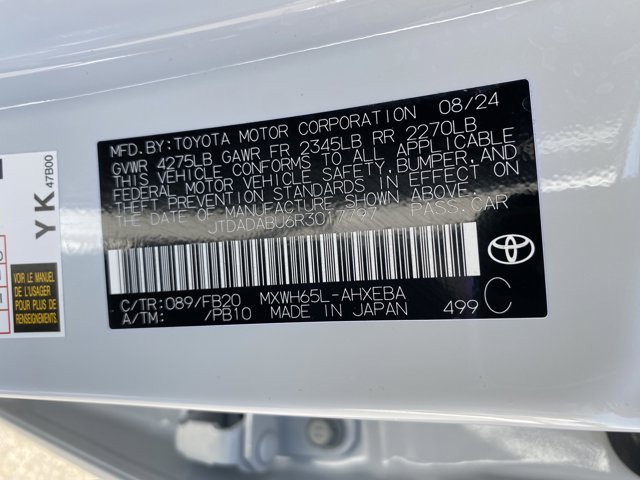 MFD.BY:TOYOTA MOTOR CORPORATION 08/24
GVWR 4275LB GAWR FR 2345LB RR 2270LB
THIS VEHICLE CONFORMS TO ALL APPLICABLE
FEDERAL MOTOR VEHICLE SAFETY, BUMPER, AND
THEFT PREVENTION STANDARDS IN EFFECT ON
THE DATE OF MANUFACTURE SHOWN ABOVE.
JTDADABU6R3017797 PASS.CAR
C/TR:089/FB20 MXWH65L-AHXEBA
A/TM: /PB10 MADE IN JAPAN 499 C
YK 47B00
MANUEL DE
L'USAGER
POUR PLUS DE
RENSEIGNEMENTS